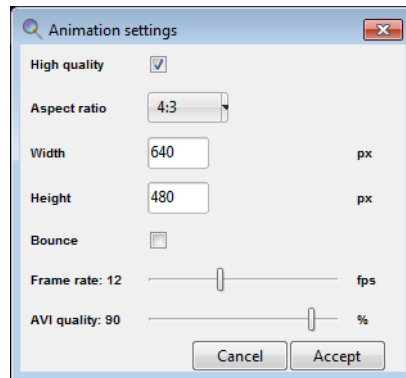 Animation settings
High quality
Aspect ratio 4:3
Width 640 px
Height 480 px
Bounce
Frame rate: 12 fps
AVI quality: 90 %
Cancel Accept